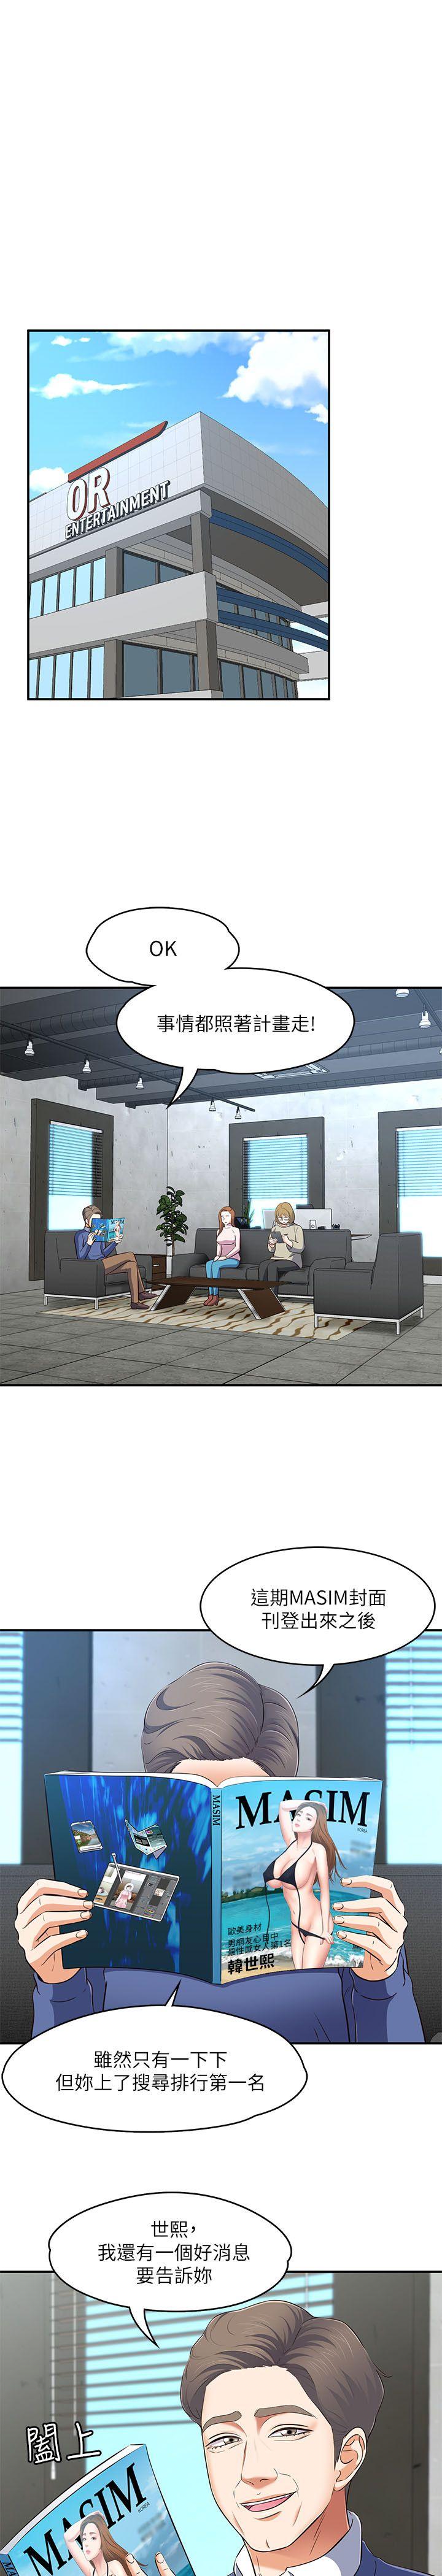 OR
ENTERTAINMENT
OK
事情都照著計畫走!
這期MASIM封面
刊登出來之後
MASIM
MASIM
KOREA
歐美身材
男網友心目中
最性感女人第1名
韓世熙
雖然只有一下下
但妳上了搜尋排行第一名
世熙,
我還有一個好消息
要告訴妳
闔上
MASIM
KOREA